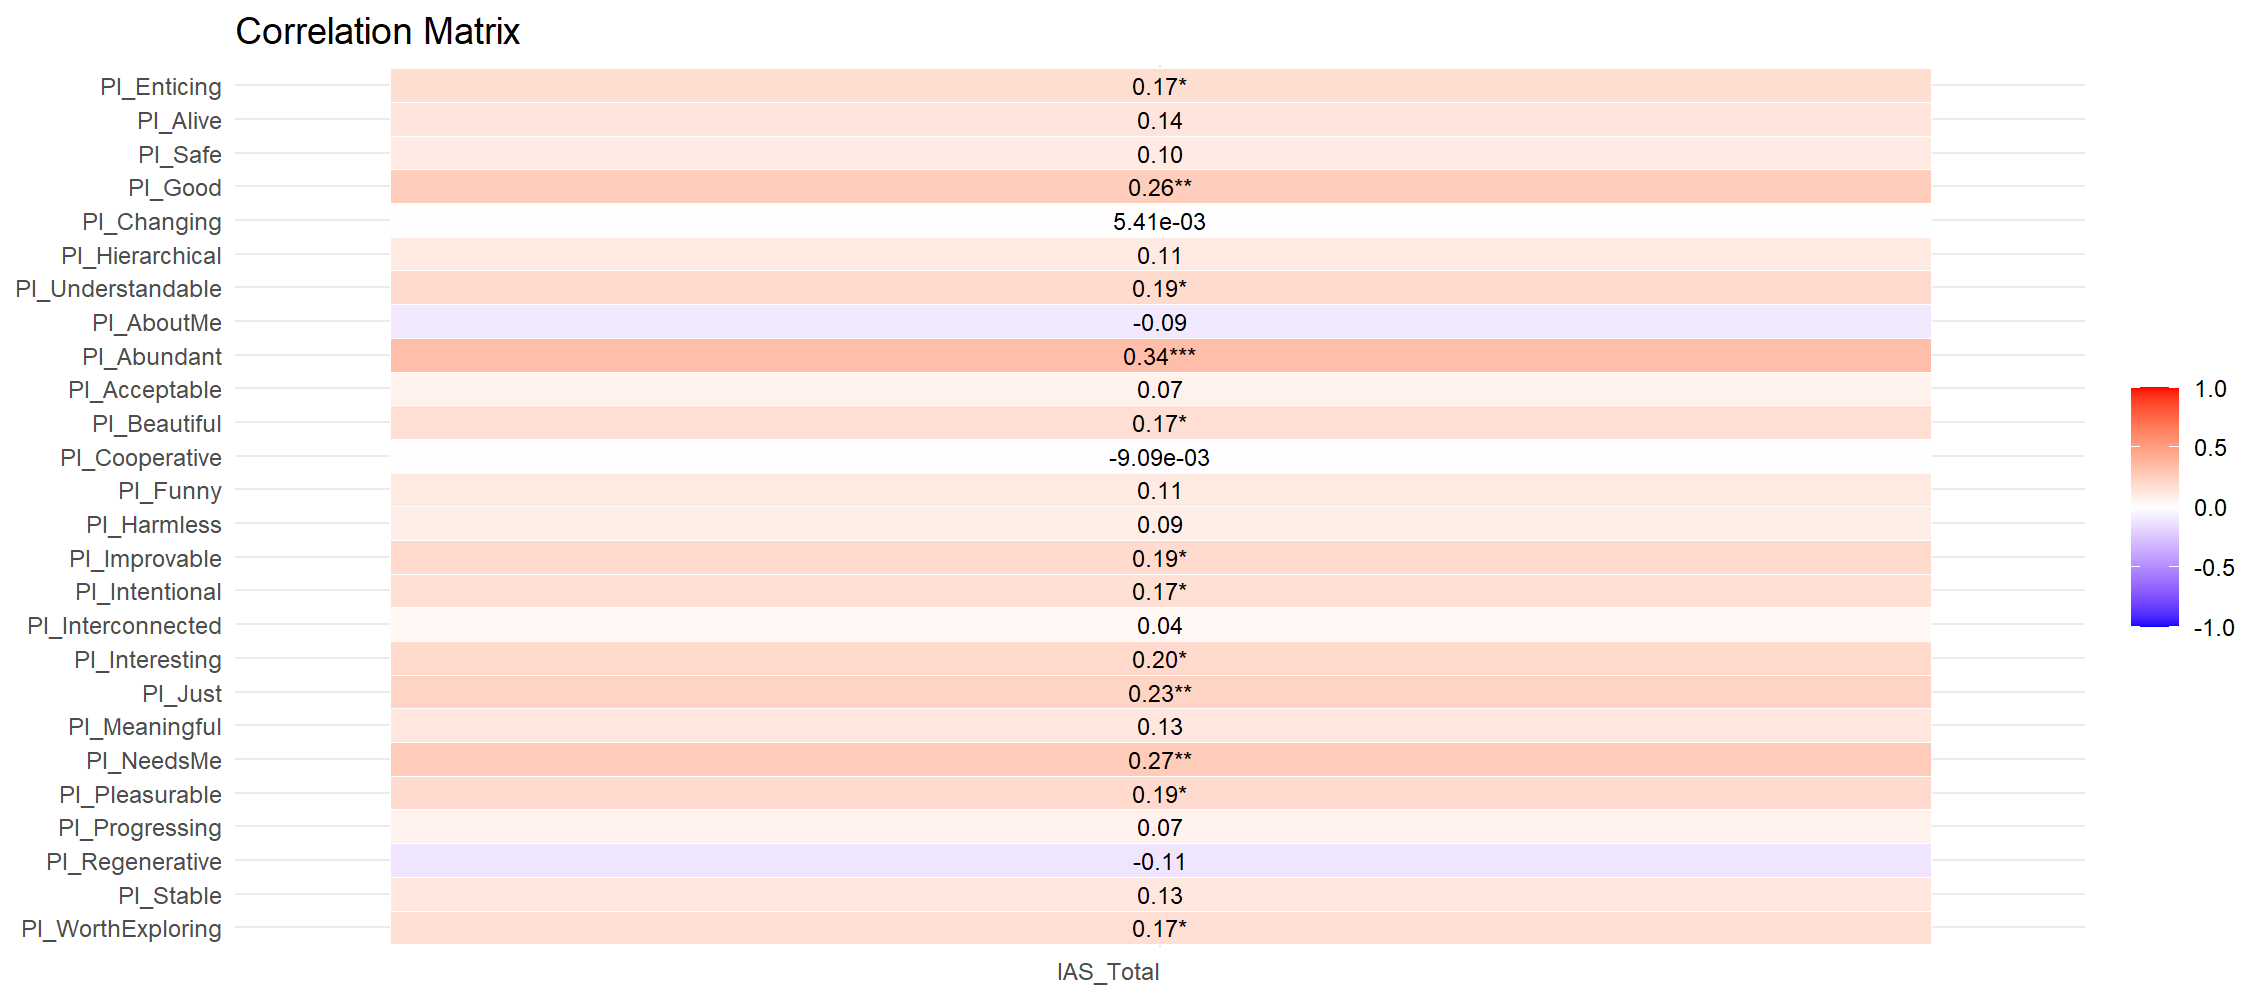 Correlation Matrix
PI_Enticing 0.17*
PI_Alive 0.14
PI_Safe 0.10
PI_Good 0.26**
PI_Changing 5.41e-03
PI_Hierarchical 0.11
PI_Understandable 0.19*
PI_AboutMe -0.09
PI_Abundant 0.34***
PI_Acceptable 0.07
PI_Beautiful 0.17*
PI_Cooperative -9.09e-03
PI_Funny 0.11
PI_Harmless 0.09
PI_Improvable 0.19*
PI_Intentional 0.17*
PI_Interconnected 0.04
PI_Interesting 0.20*
PI_Just 0.23**
PI_Meaningful 0.13
PI_NeedsMe 0.27**
PI_Pleasurable 0.19*
PI_Progressing 0.07
PI_Regenerative -0.11
PI_Stable 0.13
PI_WorthExploring 0.17*
IAS_Total
1.0
0.5
0.0
-0.5
-1.0